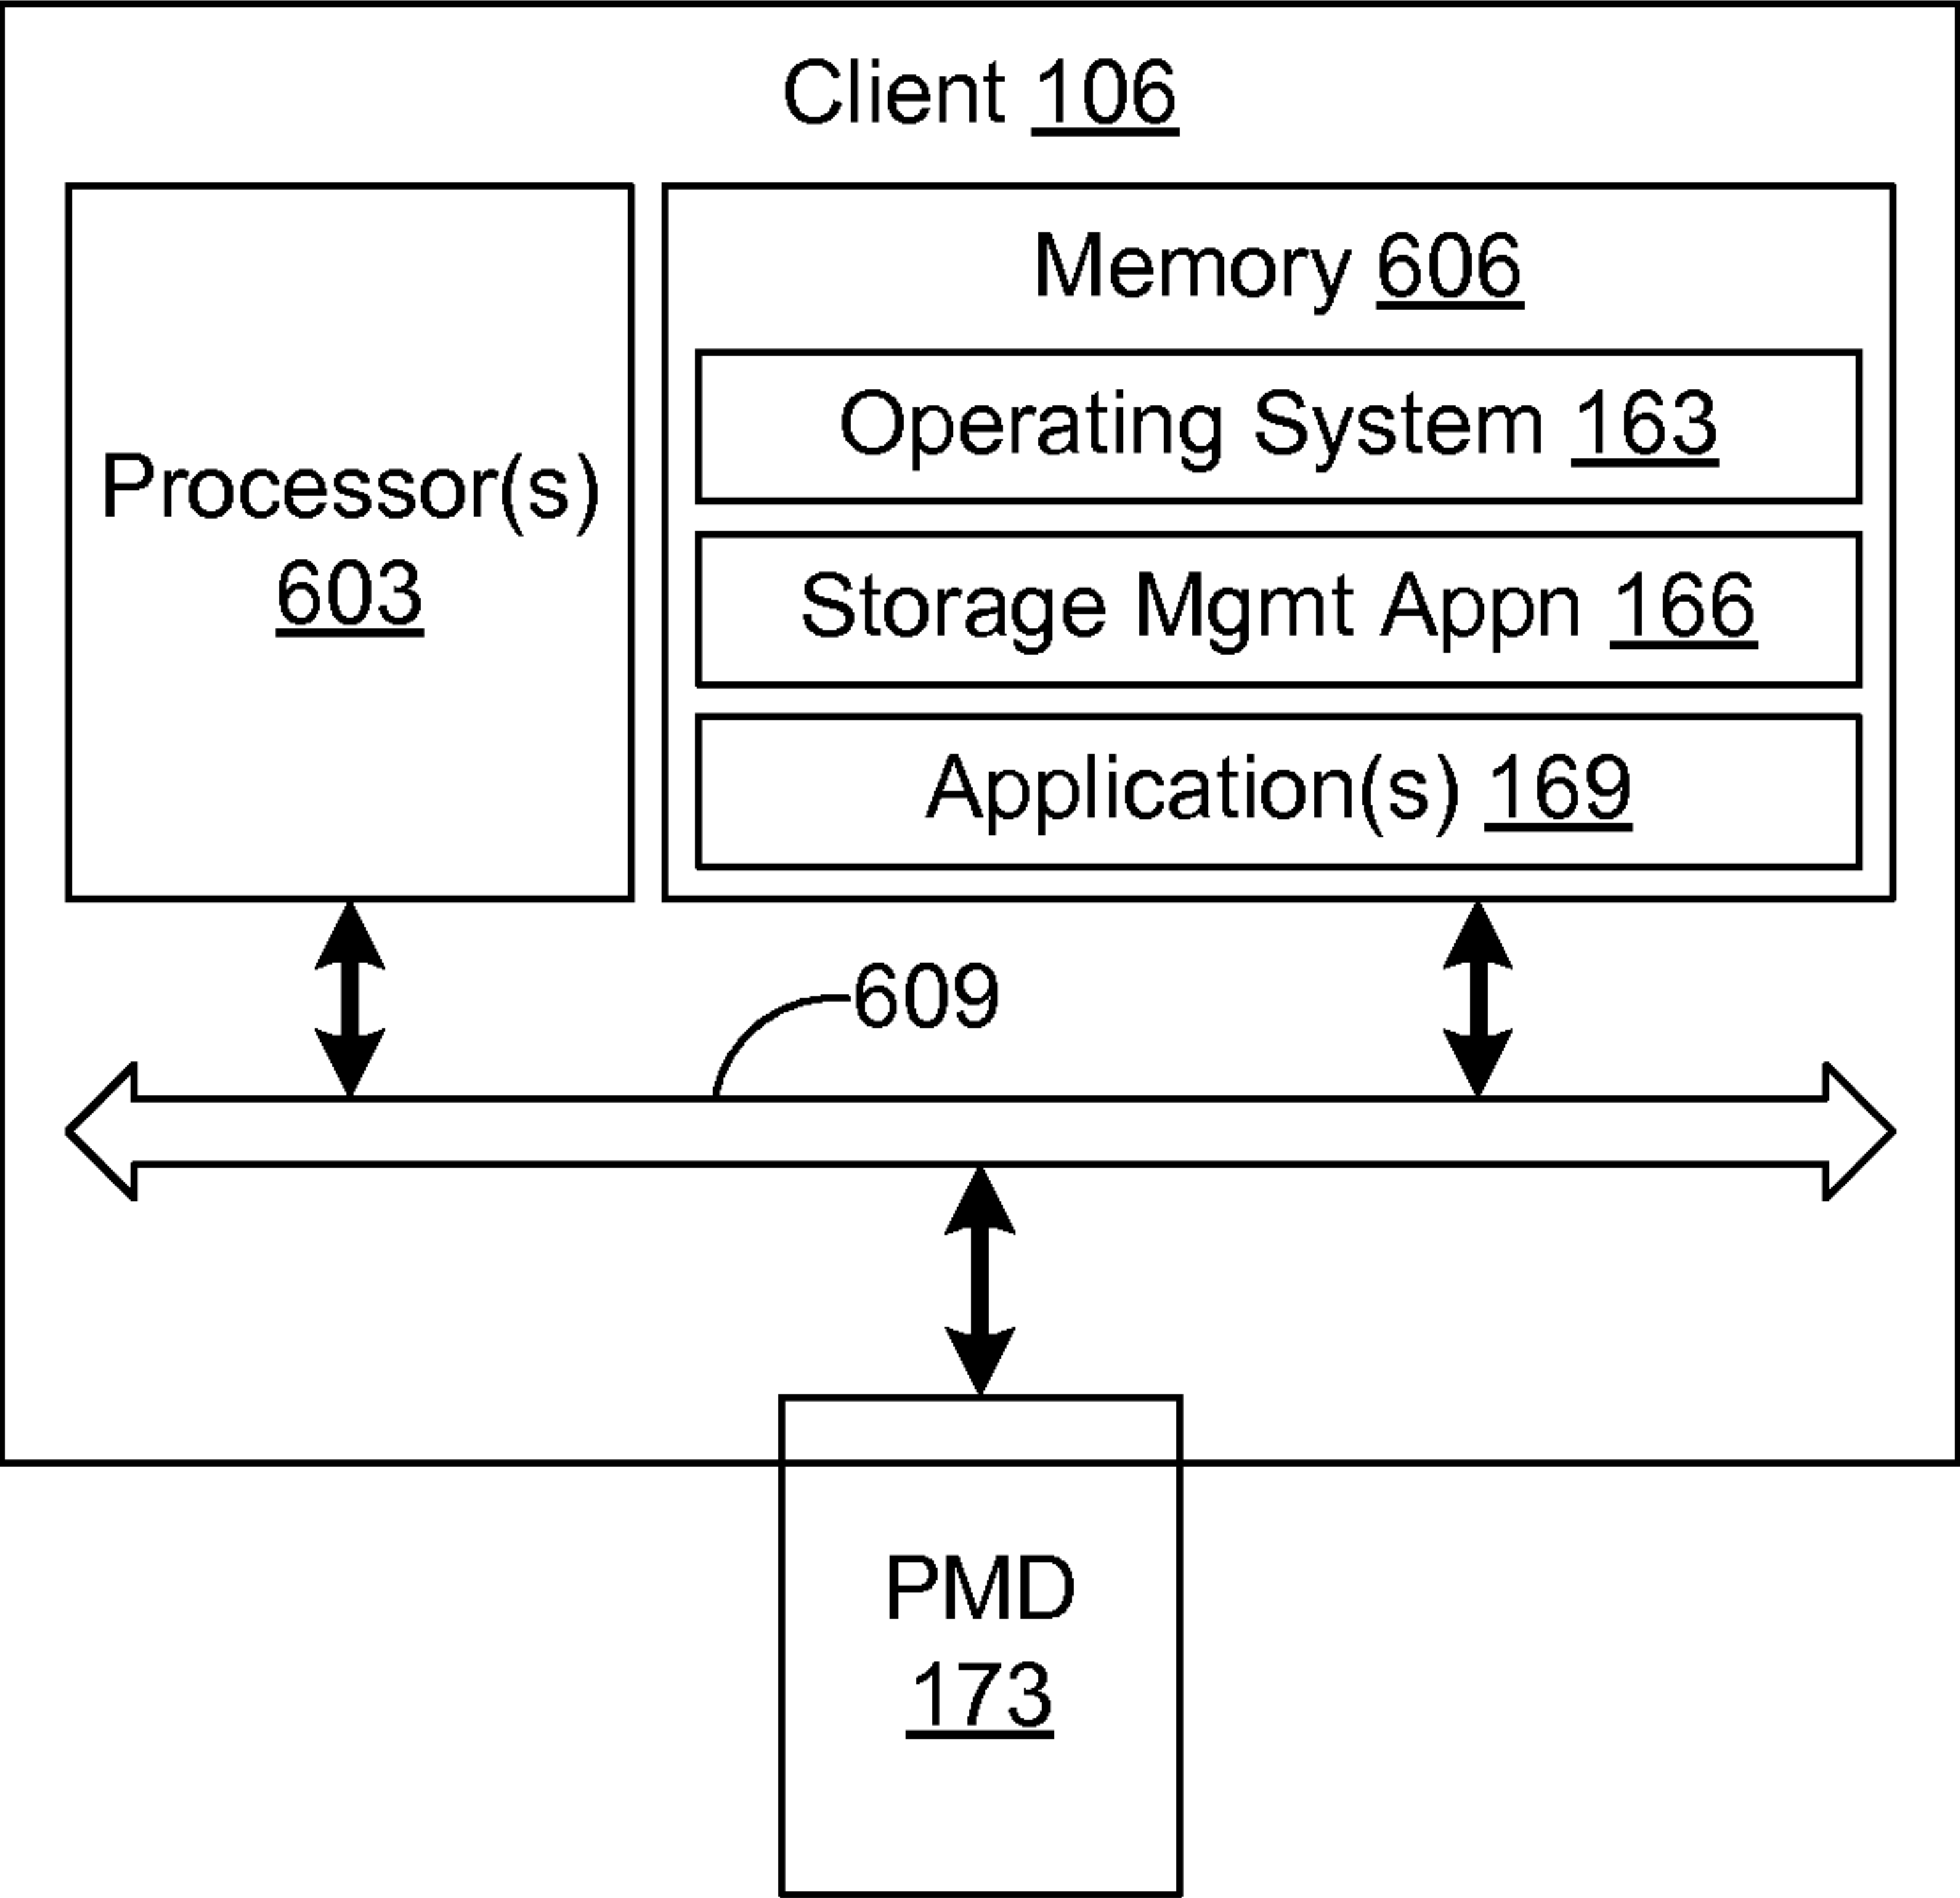 Client 106
Processor(s)
603
Memory 606
Operating System 163
Storage Mgmt Appn 166
Application(s) 169
609
PMD
173